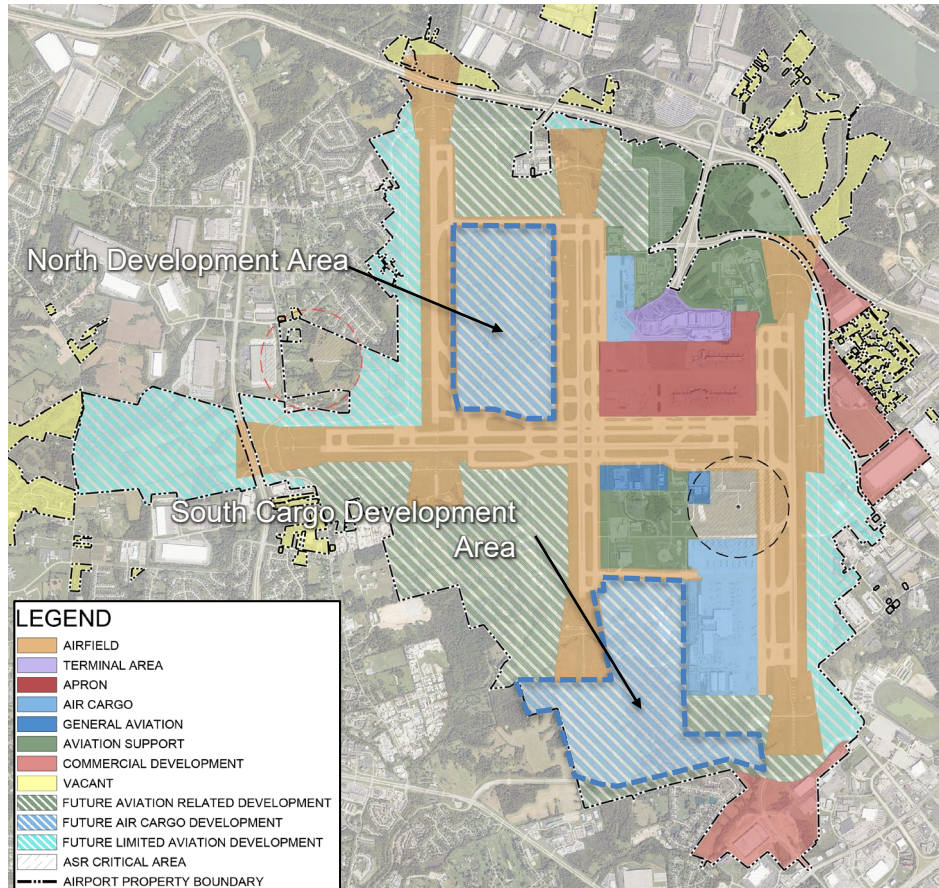 North Development Area
South Cargo Development
Area
LEGEND
AIRFIELD
TERMINAL AREA
APRON
AIR CARGO
GENERAL AVIATION
AVIATION SUPPORT
COMMERCIAL DEVELOPMENT
VACANT
FUTURE AVIATION RELATED DEVELOPMENT
FUTURE AIR CARGO DEVELOPMENT
FUTURE LIMITED AVIATION DEVELOPMENT
ASR CRITICAL AREA
AIRPORT PROPERTY BOUNDARY